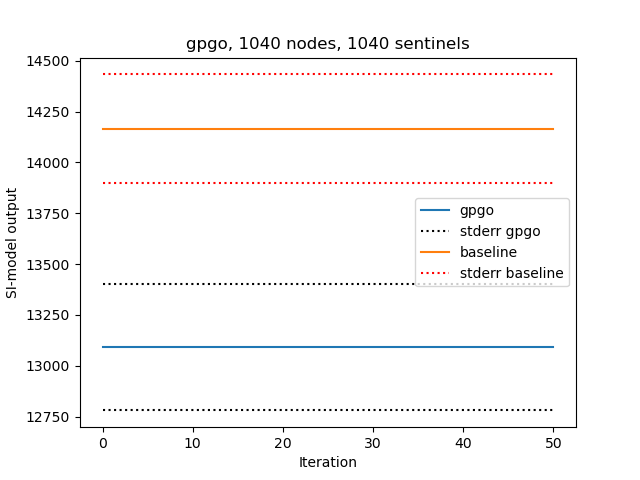 gpgo, 1040 nodes, 1040 sentinels
14500
14250
14000
13750
13500
13250
13000
12750
SI-model output
gpgo
stderr gpgo
baseline
stderr baseline
0 10 20 30 40 50
Iteration